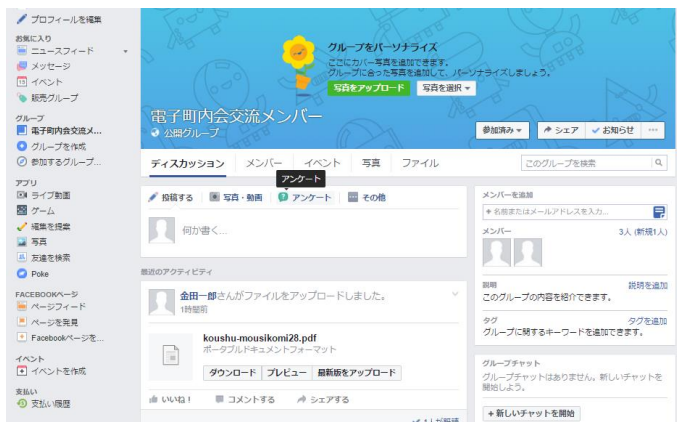 プロフィールを編集
お気に入り
ニュースフィード
メッセージ
イベント
販売グループ
グループ
電子町内会交流メ...
グループを作成
参加するグループ...
アプリ
ライブ動画
ゲーム
編集を提案
写真
友達を検索
Poke
FACEBOOKページ
ページフィード
ページを発見
Facebookページを...
イベント
イベントを作成
支払い
支払い履歴
グループをパーソナライズ
ここにカバー写真を追加できます。
グループに合った写真を追加して、パーソナライズしましょう。
写真をアップロード 写真を選択
電子町内会交流メンバー
公開グループ
参加済み シェア お知らせ ...
ディスカッション メンバー イベント 写真 ファイル
このグループを検索
アンケート
投稿する 写真・動画 アンケート その他
何か書く...
最近のアクティビティ
金田一郎さんがファイルをアップロードしました。
1時間前
koushu-mousikomi28.pdf
ポータブルドキュメントフォーマット
ダウンロード プレビュー 最新版をアップロード
いいね! コメントする シェアする
メンバーを追加
+ 名前またはメールアドレスを入力...
メンバー 3人 (新規1人)
説明 説明を追加
このグループの内容を紹介できます。
タグ タグを追加
グループに関するキーワードを追加できます。
グループチャット
グループチャットはありません。新しいチャットを
開始しよう。
+ 新しいチャットを開始